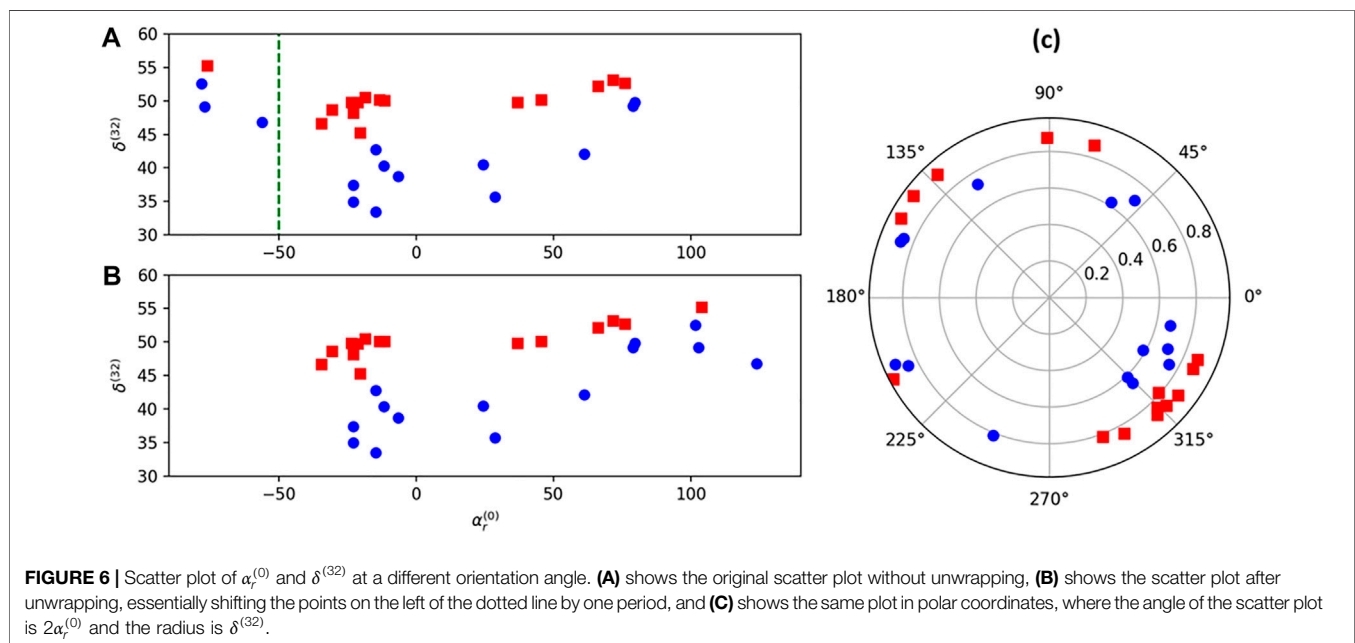 A
60
55
50
45
40
35
30
δ^(32)
−50 0 50 100
B
60
55
50
45
40
35
30
δ^(32)
−50 0 50 100
α_r^(0)
(c)
90°
135° 45°
0.8
0.6
0.4
0.2
180° 0°
225° 315°
270°
FIGURE 6 | Scatter plot of α_r^(0) and δ^(32) at a different orientation angle. (A) shows the original scatter plot without unwrapping, (B) shows the scatter plot after
unwrapping, essentially shifting the points on the left of the dotted line by one period, and (C) shows the same plot in polar coordinates, where the angle of the scatter plot
is 2α_r^(0) and the radius is δ^(32).